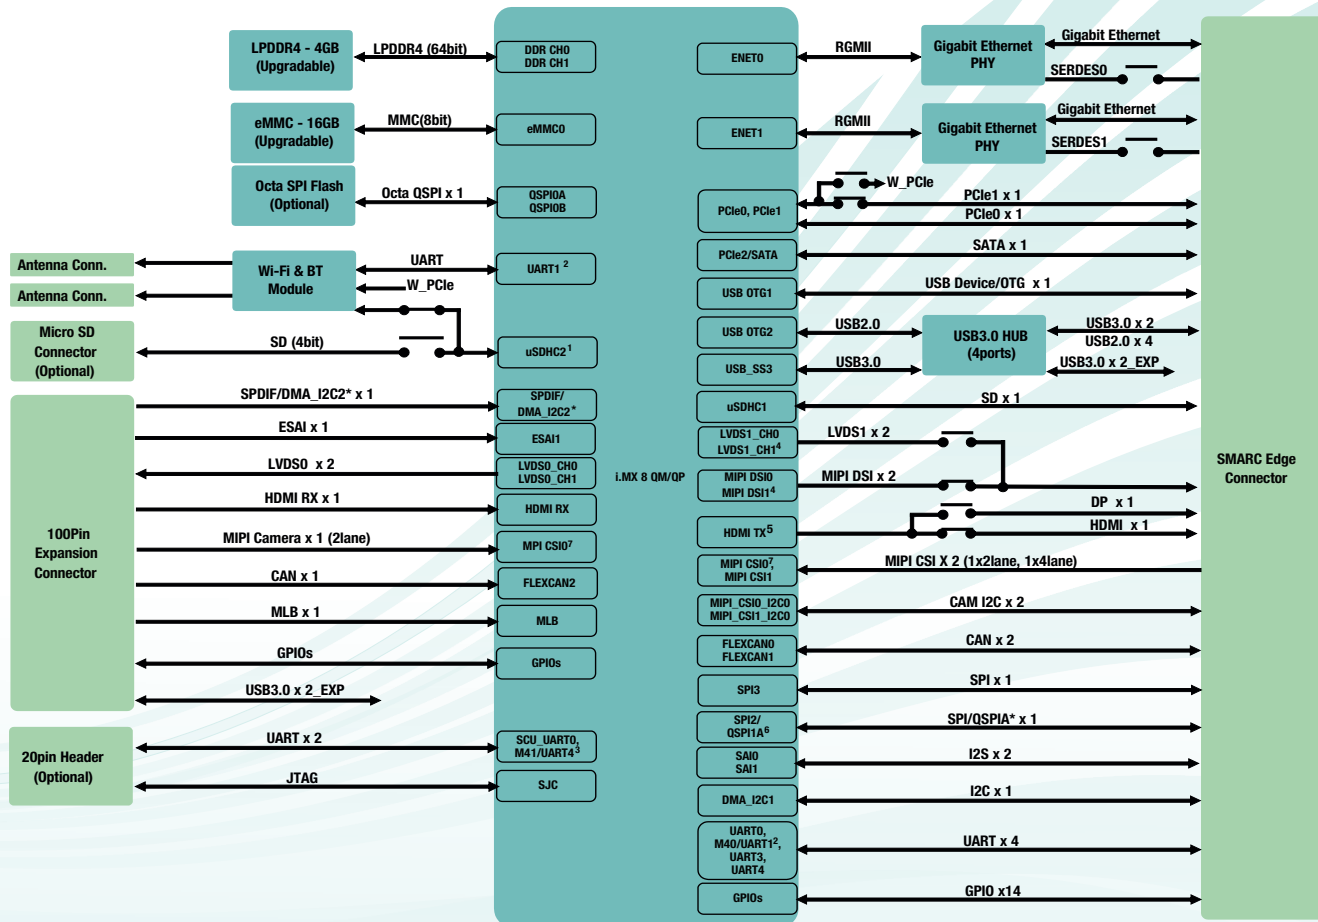 LPDDR4 - 4GB
(Upgradable)
LPDDR4 (64bit)
DDR CH0
DDR CH1
eMMC - 16GB
(Upgradable)
MMC(8bit)
eMMC0
Octa SPI Flash
(Optional)
Octa QSPI x 1
QSPI0A
QSPI0B
Antenna Conn.
Antenna Conn.
Wi-Fi & BT
Module
UART
W_PCIe
UART1 2
Micro SD
Connector
(Optional)
SD (4bit)
uSDHC2 1
100Pin
Expansion
Connector
SPDIF/DMA_I2C2* x 1
SPDIF/
DMA_I2C2*
ESAI x 1
ESAI1
LVDS0 x 2
LVDS0_CH0
LVDS0_CH1
HDMI RX x 1
HDMI RX
MIPI Camera x 1 (2lane)
MPI CSI0 7
CAN x 1
FLEXCAN2
MLB x 1
MLB
GPIOs
GPIOs
USB3.0 x 2_EXP
20pin Header
(Optional)
UART x 2
SCU_UART0,
M41/UART4 3
JTAG
SJC
i.MX 8 QM/QP
ENET0
RGMII
Gigabit Ethernet
PHY
Gigabit Ethernet
SERDES0
ENET1
RGMII
Gigabit Ethernet
PHY
Gigabit Ethernet
SERDES1
PCIe0, PCIe1
W_PCIe
PCIe1 x 1
PCIe0 x 1
PCIe2/SATA
SATA x 1
USB OTG1
USB Device/OTG x 1
USB OTG2
USB2.0
USB3.0 HUB
(4ports)
USB3.0 x 2
USB2.0 x 4
USB_SS3
USB3.0
USB3.0 x 2_EXP
uSDHC1
SD x 1
LVDS1_CH0
LVDS1_CH1 4
LVDS1 x 2
MIPI DSI0
MIPI DSI1 4
MIPI DSI x 2
HDMI TX 5
DP x 1
HDMI x 1
MIPI CSI0 7,
MIPI CSI1
MIPI CSI X 2 (1x2lane, 1x4lane)
MIPI_CSI0_I2C0
MIPI_CSI1_I2C0
CAM I2C x 2
FLEXCAN0
FLEXCAN1
CAN x 2
SPI3
SPI x 1
SPI2/
QSPI1A 6
SPI/QSPIA* x 1
SAI0
SAI1
I2S x 2
DMA_I2C1
I2C x 1
UART0,
M40/UART1 2,
UART3,
UART4
UART x 4
GPIOs
GPIO x14
SMARC Edge
Connector